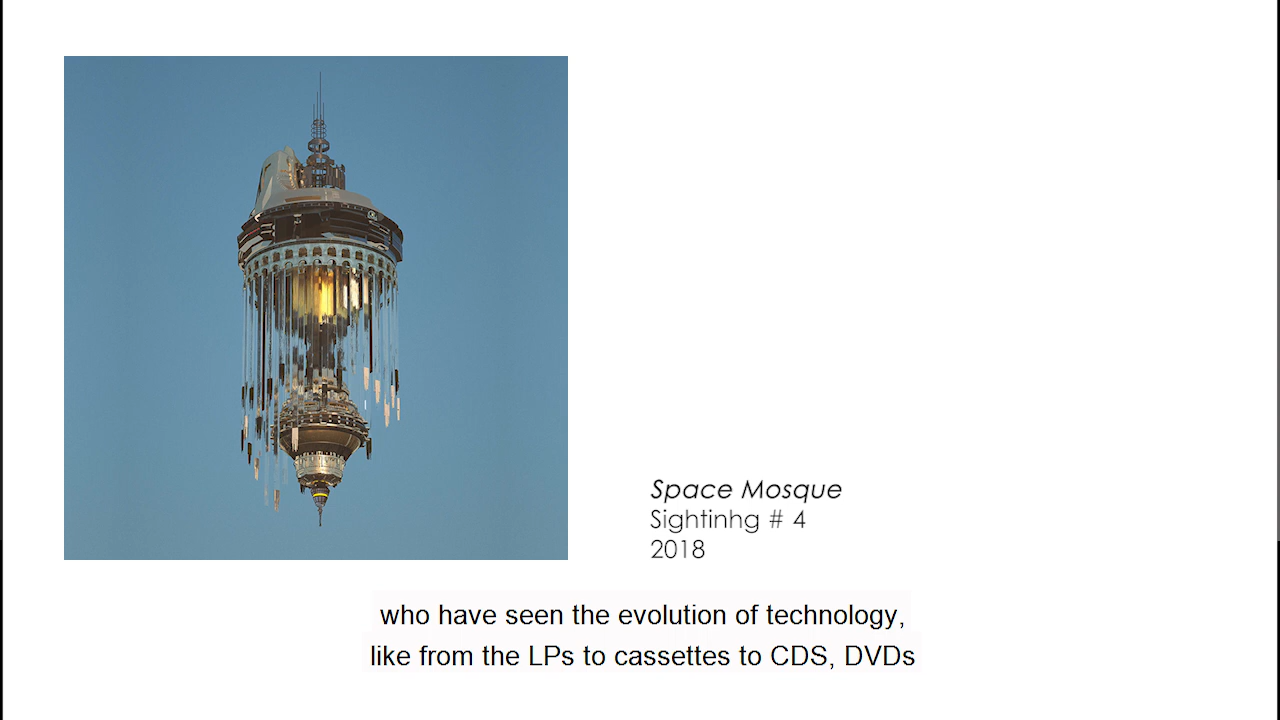 Space Mosque
Sightinhg # 4
2018
who have seen the evolution of technology,
like from the LPs to cassettes to CDS, DVDs